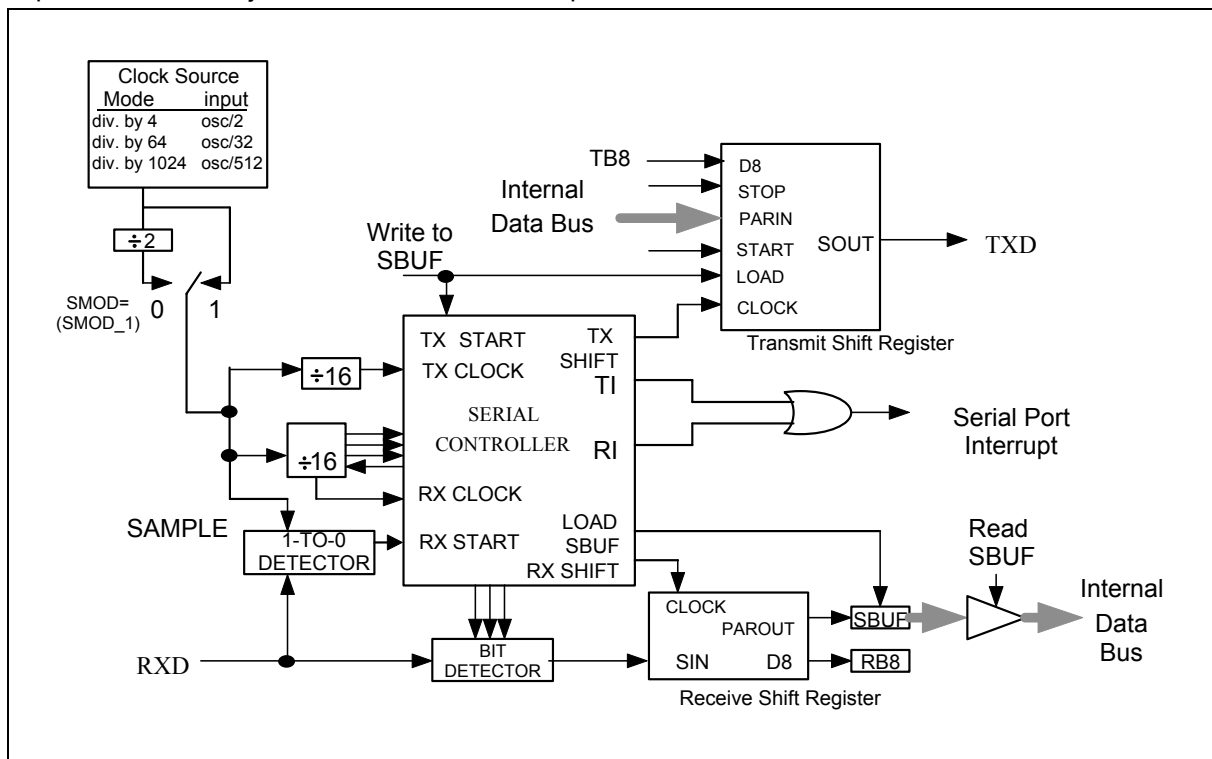 Clock Source
Mode input
div. by 4 osc/2
div. by 64 osc/32
div. by 1024 osc/512
÷2
SMOD=
(SMOD_1)
0 1
Write to
SBUF
TB8
Internal
Data Bus
D8
STOP
PARIN
START
SOUT
LOAD
CLOCK
TXD
Transmit Shift Register
÷16
÷16
TX START
TX CLOCK
SERIAL
CONTROLLER
RX CLOCK
RX START
TX
SHIFT
TI
RI
LOAD
SBUF
RX SHIFT
Serial Port
Interrupt
SAMPLE
1-TO-0
DETECTOR
RXD
BIT
DETECTOR
CLOCK
PAROUT
SIN D8
Receive Shift Register
SBUF
RB8
Read
SBUF
Internal
Data
Bus